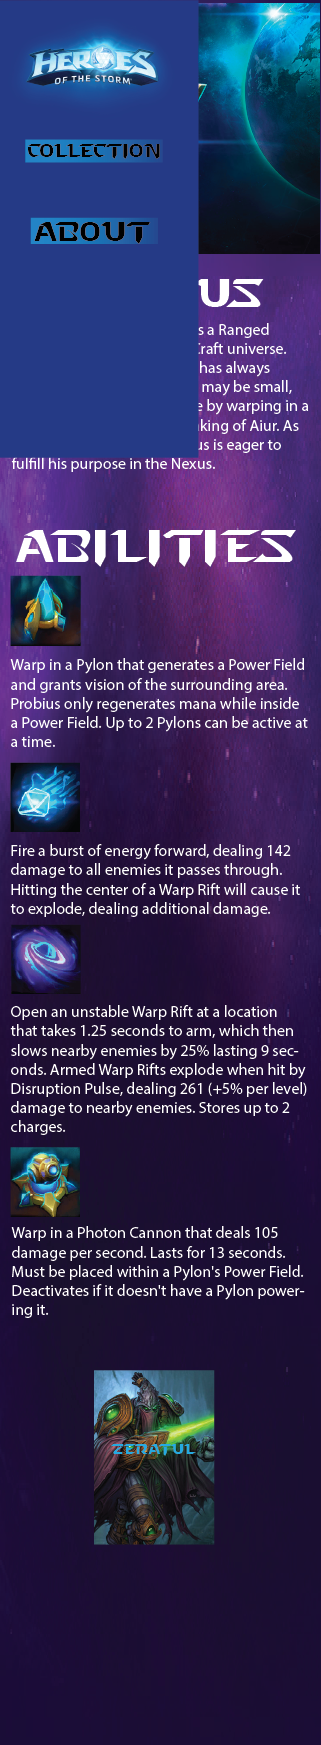 HEROES
OF THE STORM
COLLECTION
ABOUT
US
s a Ranged
Craft universe.
has always
may be small,
e by warping in a
king of Aiur. As
us is eager to
fulfill his purpose in the Nexus.
ABILITIES
Warp in a Pylon that generates a Power Field
and grants vision of the surrounding area.
Probius only regenerates mana while inside
a Power Field. Up to 2 Pylons can be active at
a time.
Fire a burst of energy forward, dealing 142
damage to all enemies it passes through.
Hitting the center of a Warp Rift will cause it
to explode, dealing additional damage.
Open an unstable Warp Rift at a location
that takes 1.25 seconds to arm, which then
slows nearby enemies by 25% lasting 9 sec-
onds. Armed Warp Rifts explode when hit by
Disruption Pulse, dealing 261 (+5% per level)
damage to nearby enemies. Stores up to 2
charges.
Warp in a Photon Cannon that deals 105
damage per second. Lasts for 13 seconds.
Must be placed within a Pylon's Power Field.
Deactivates if it doesn't have a Pylon power-
ing it.
ZERATUL